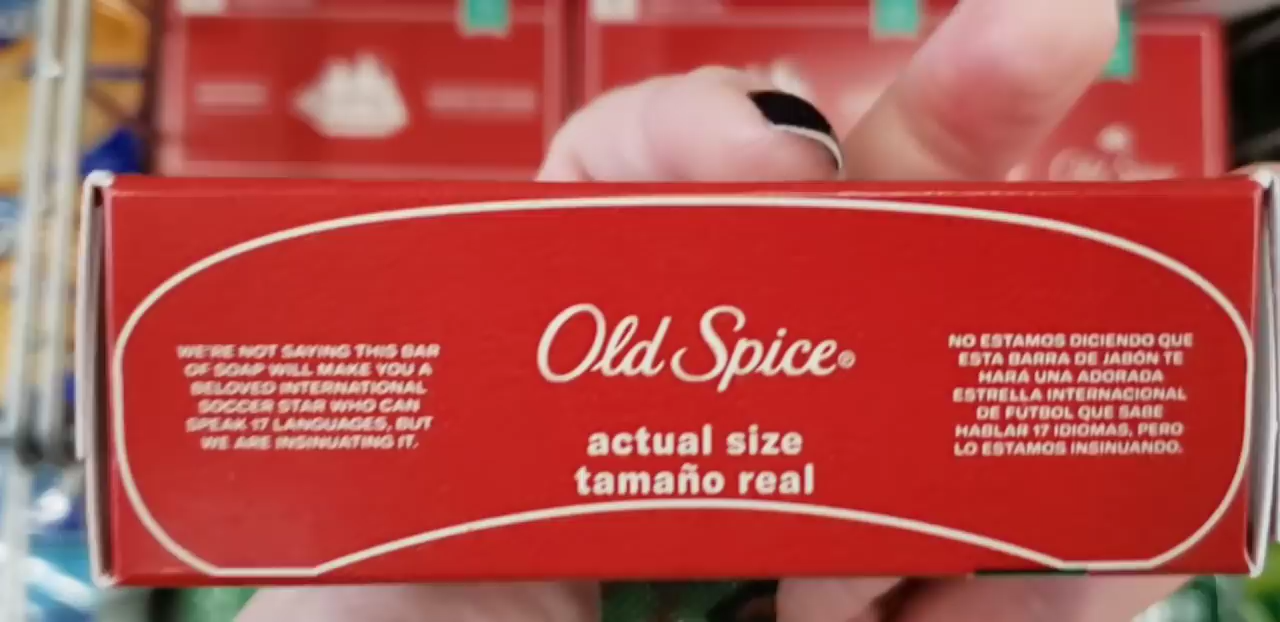 WE'RE NOT SAYING THIS BAR
OF SOAP WILL MAKE YOU A
BELOVED INTERNATIONAL
SOCCER STAR WHO CAN
SPEAK 17 LANGUAGES, BUT
WE ARE INSINUATING IT.
Old Spice®
actual size
tamaño real
NO ESTAMOS DICIENDO QUE
ESTA BARRA DE JABÓN TE
HARÁ UNA ADORADA
ESTRELLA INTERNACIONAL
DE FUTBOL QUE SABE
HABLAR 17 IDIOMAS, PERO
LO ESTAMOS INSINUANDO.
Old Spice